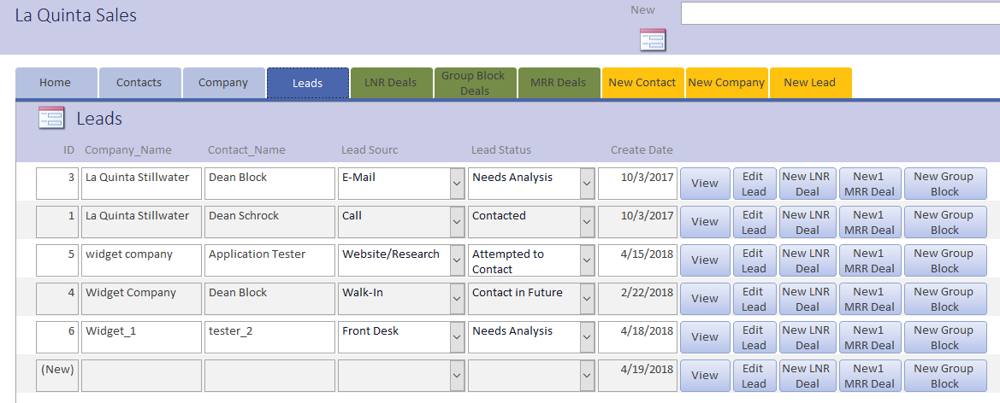 La Quinta Sales
New
Home Contacts Company Leads LNR Deals Group Block Deals MRR Deals New Contact New Company New Lead
Leads
ID Company_Name Contact_Name Lead Sourc Lead Status Create Date
3 La Quinta Stillwater Dean Block E-Mail Needs Analysis 10/3/2017 View Edit Lead New LNR Deal New1 MRR Deal New Group Block
1 La Quinta Stillwater Dean Schrock Call Contacted 10/3/2017 View Edit Lead New LNR Deal New1 MRR Deal New Group Block
5 widget company Application Tester Website/Research Attempted to Contact 4/15/2018 View Edit Lead New LNR Deal New1 MRR Deal New Group Block
4 Widget Company Dean Block Walk-In Contact in Future 2/22/2018 View Edit Lead New LNR Deal New1 MRR Deal New Group Block
6 Widget_1 tester_2 Front Desk Needs Analysis 4/18/2018 View Edit Lead New LNR Deal New1 MRR Deal New Group Block
(New) 4/19/2018 View Edit Lead New LNR Deal New1 MRR Deal New Group Block